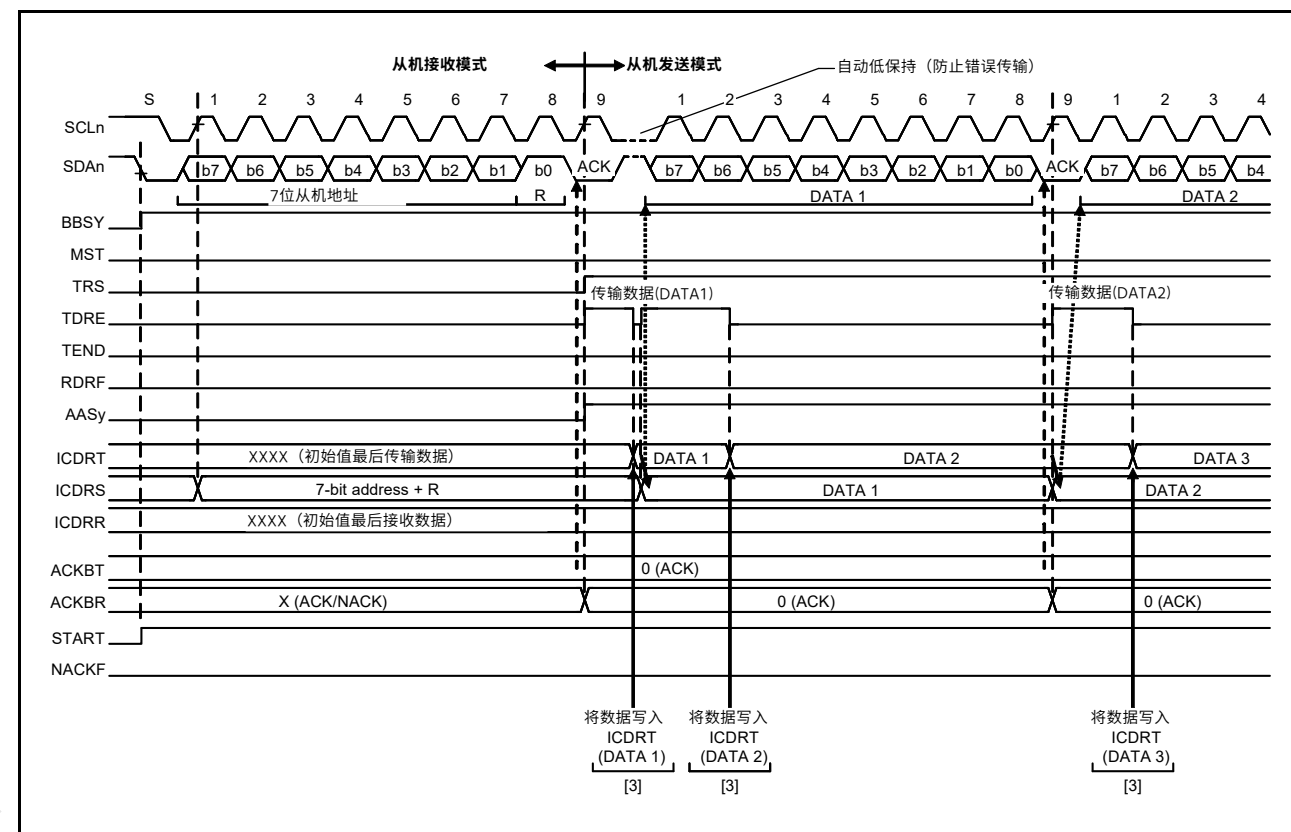 从机接收模式 从机发送模式 自动低保持（防止错误传输）
S 1 2 3 4 5 6 7 8 9 1 2 3 4 5 6 7 8 9 1 2 3 4
SCLn
SDAn b7 b6 b5 b4 b3 b2 b1 b0 ACK b7 b6 b5 b4 b3 b2 b1 b0 ACK b7 b6 b5 b4
7位从机地址 R DATA 1 DATA 2
BBSY
MST
TRS
传输数据(DATA1) 传输数据(DATA2)
TDRE
TEND
RDRF
AASy
ICDRT XXXX（初始值最后传输数据） DATA 1 DATA 2 DATA 3
ICDRS 7-bit address + R DATA 1 DATA 2
ICDRR XXXX（初始值最后接收数据）
ACKBT 0 (ACK)
ACKBR X (ACK/NACK) 0 (ACK) 0 (ACK)
START
NACKF
将数据写入 将数据写入 将数据写入
ICDRT ICDRT ICDRT
(DATA 1) (DATA 2) (DATA 3)
[3] [3] [3]